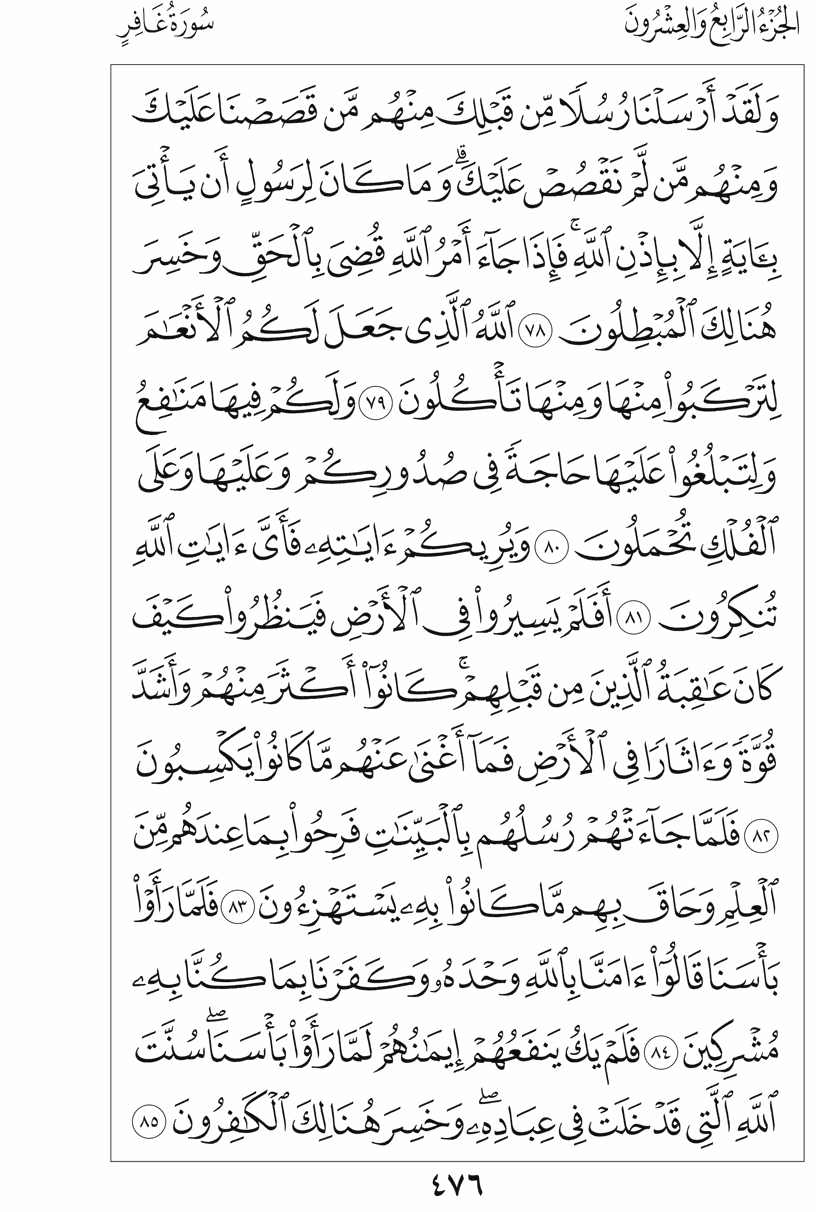 الجُزْءُ الرَّابِعُ وَالعِشْرُونَ
سُورَةُ غَافِرٍ
وَلَقَدْ أَرْسَلْنَا رُسُلًا مِّن قَبْلِكَ مِنْهُم مَّن قَصَصْنَا عَلَيْكَ
وَمِنْهُم مَّن لَّمْ نَقْصُصْ عَلَيْكَ ۗ وَمَا كَانَ لِرَسُولٍ أَن يَأْتِىَ
بِـَٔايَةٍ إِلَّا بِإِذْنِ ٱللَّهِ ۚ فَإِذَا جَآءَ أَمْرُ ٱللَّهِ قُضِىَ بِٱلْحَقِّ وَخَسِرَ
هُنَالِكَ ٱلْمُبْطِلُونَ ٧٨ ٱللَّهُ ٱلَّذِى جَعَلَ لَكُمُ ٱلْأَنْعَٰمَ
لِتَرْكَبُوا۟ مِنْهَا وَمِنْهَا تَأْكُلُونَ ٧٩ وَلَكُمْ فِيهَا مَنَٰفِعُ
وَلِتَبْلُغُوا۟ عَلَيْهَا حَاجَةً فِى صُدُورِكُمْ وَعَلَيْهَا وَعَلَى
ٱلْفُلْكِ تُحْمَلُونَ ٨٠ وَيُرِيكُمْ ءَايَٰتِهِۦ فَأَىَّ ءَايَٰتِ ٱللَّهِ
تُنكِرُونَ ٨١ أَفَلَمْ يَسِيرُوا۟ فِى ٱلْأَرْضِ فَيَنظُرُوا۟ كَيْفَ
كَانَ عَٰقِبَةُ ٱلَّذِينَ مِن قَبْلِهِمْ ۚ كَانُوٓا۟ أَكْثَرَ مِنْهُمْ وَأَشَدَّ
قُوَّةً وَءَاثَارًا فِى ٱلْأَرْضِ فَمَآ أَغْنَىٰ عَنْهُم مَّا كَانُوا۟ يَكْسِبُونَ
٨٢ فَلَمَّا جَآءَتْهُمْ رُسُلُهُم بِٱلْبَيِّنَٰتِ فَرِحُوا۟ بِمَا عِندَهُم مِّنَ
ٱلْعِلْمِ وَحَاقَ بِهِم مَّا كَانُوا۟ بِهِۦ يَسْتَهْزِءُونَ ٨٣ فَلَمَّا رَأَوْا۟
بَأْسَنَا قَالُوٓا۟ ءَامَنَّا بِٱللَّهِ وَحْدَهُۥ وَكَفَرْنَا بِمَا كُنَّا بِهِۦ
مُشْرِكِينَ ٨٤ فَلَمْ يَكُ يَنفَعُهُمْ إِيمَٰنُهُمْ لَمَّا رَأَوْا۟ بَأْسَنَا ۖ سُنَّتَ
ٱللَّهِ ٱلَّتِى قَدْ خَلَتْ فِى عِبَادِهِۦ ۖ وَخَسِرَ هُنَالِكَ ٱلْكَٰفِرُونَ ٨٥
٤٧٦